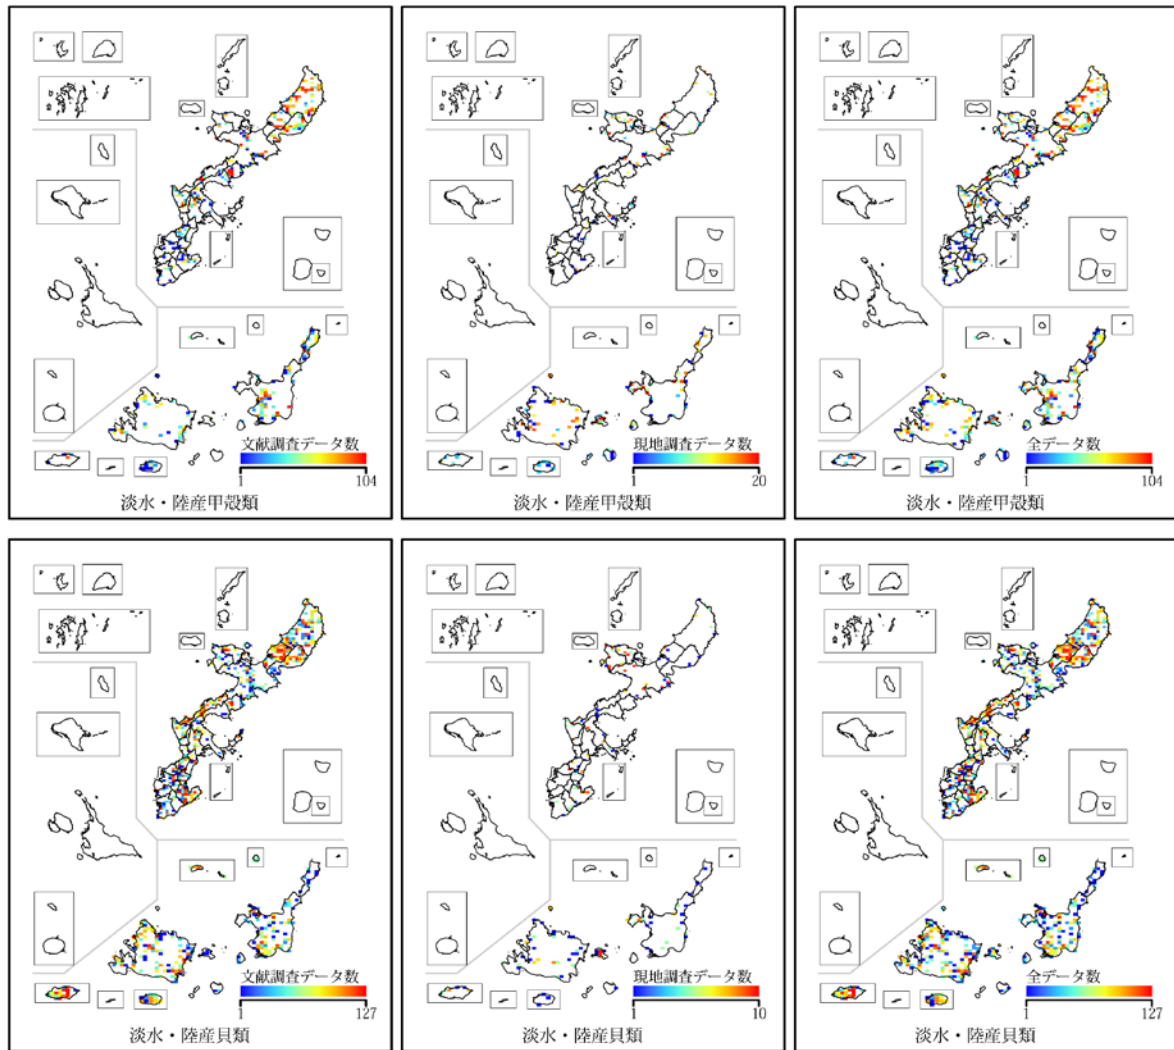 文献調査データ数
1 104
淡水・陸産甲殻類
現地調査データ数
1 20
淡水・陸産甲殻類
全データ数
1 104
淡水・陸産甲殻類
文献調査データ数
1 127
淡水・陸産貝類
現地調査データ数
1 10
淡水・陸産貝類
全データ数
1 127
淡水・陸産貝類